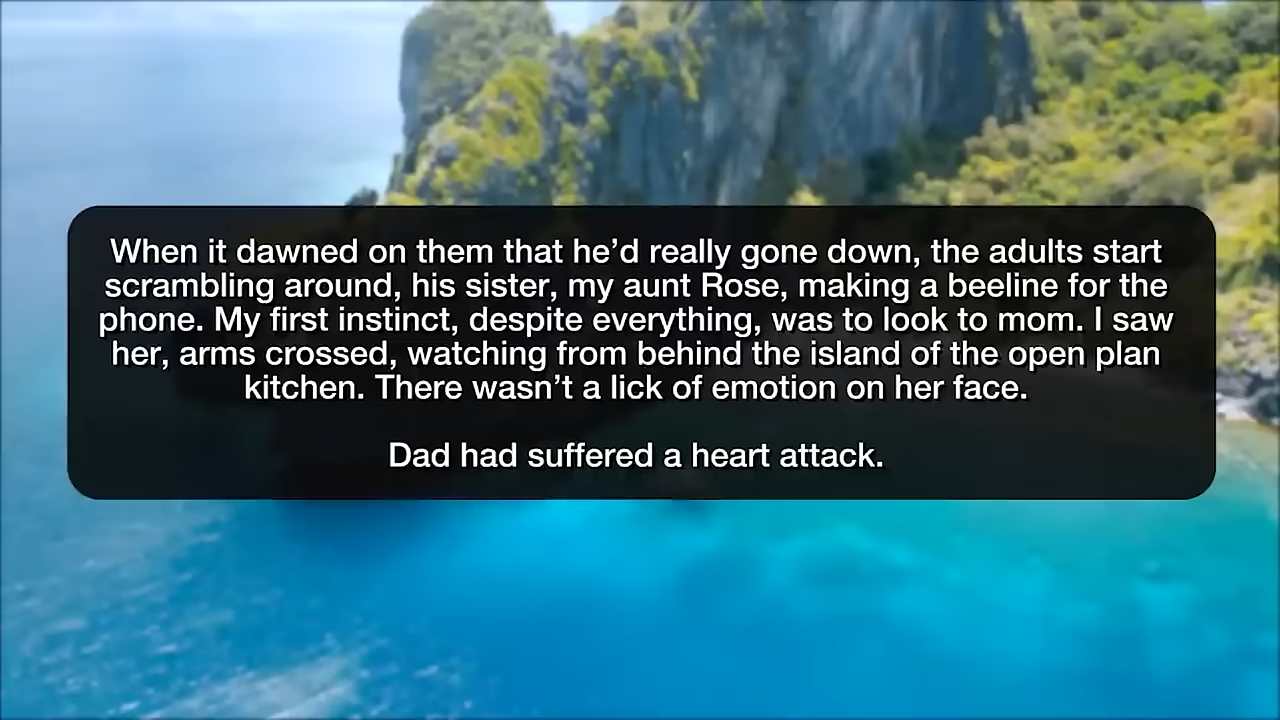 When it dawned on them that he’d really gone down, the adults start
scrambling around, his sister, my aunt Rose, making a beeline for the
phone. My first instinct, despite everything, was to look to mom. I saw
her, arms crossed, watching from behind the island of the open plan
kitchen. There wasn’t a lick of emotion on her face.
Dad had suffered a heart attack.